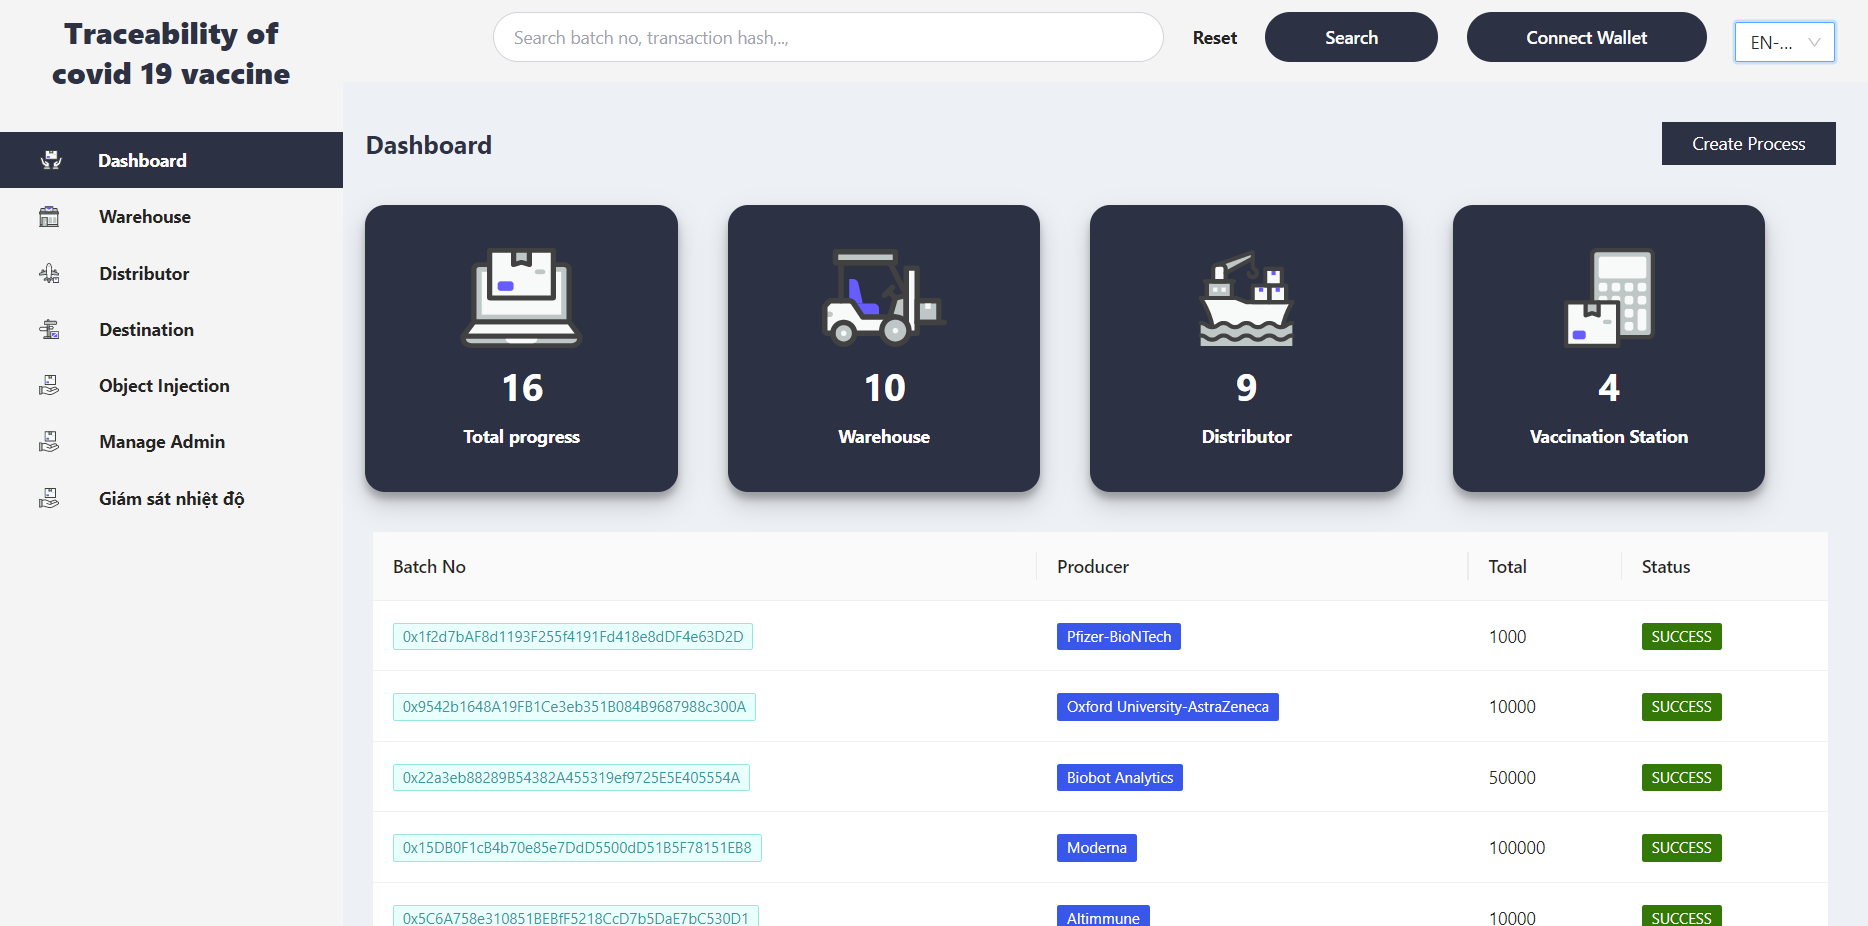 Traceability of
covid 19 vaccine
Search batch no, transaction hash,..,
Reset
Search
Connect Wallet
EN-...
Dashboard
Warehouse
Distributor
Destination
Object Injection
Manage Admin
Giám sát nhiệt độ
Dashboard
Create Process
16
Total progress
10
Warehouse
9
Distributor
4
Vaccination Station
Batch No Producer Total Status
0x1f2d7bAF8d1193F255f4191Fd418e8dDF4e63D2D Pfizer-BioNTech 1000 SUCCESS
0x9542b1648A19FB1Ce3eb351B084B9687988c300A Oxford University-AstraZeneca 10000 SUCCESS
0x22a3eb88289B54382A455319ef9725E5E405554A Biobot Analytics 50000 SUCCESS
0x15DB0F1cB4b70e85e7DdD5500dD51B5F78151EB8 Moderna 100000 SUCCESS
0x5C6A758e310851BEBfF5218CcD7b5DaE7bC530D1 Altimmune 10000 SUCCESS